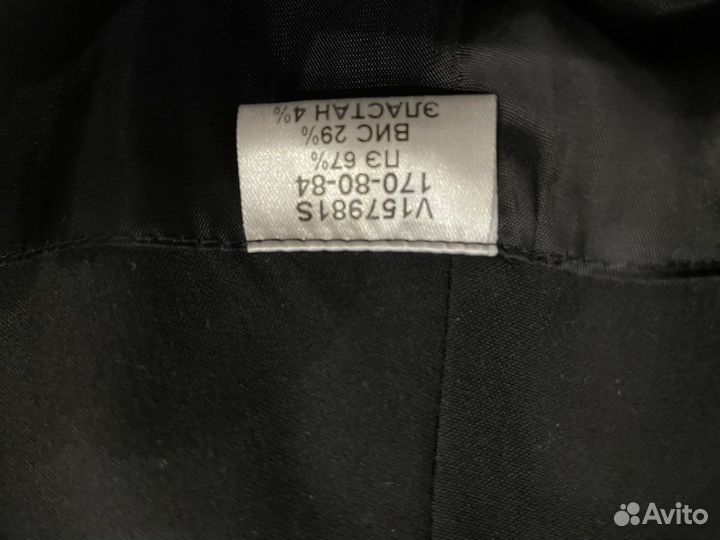 V157981S
170-80-84
ПЭ 67%
ВИС 29%
ЭЛАСТАН 4%
Avito